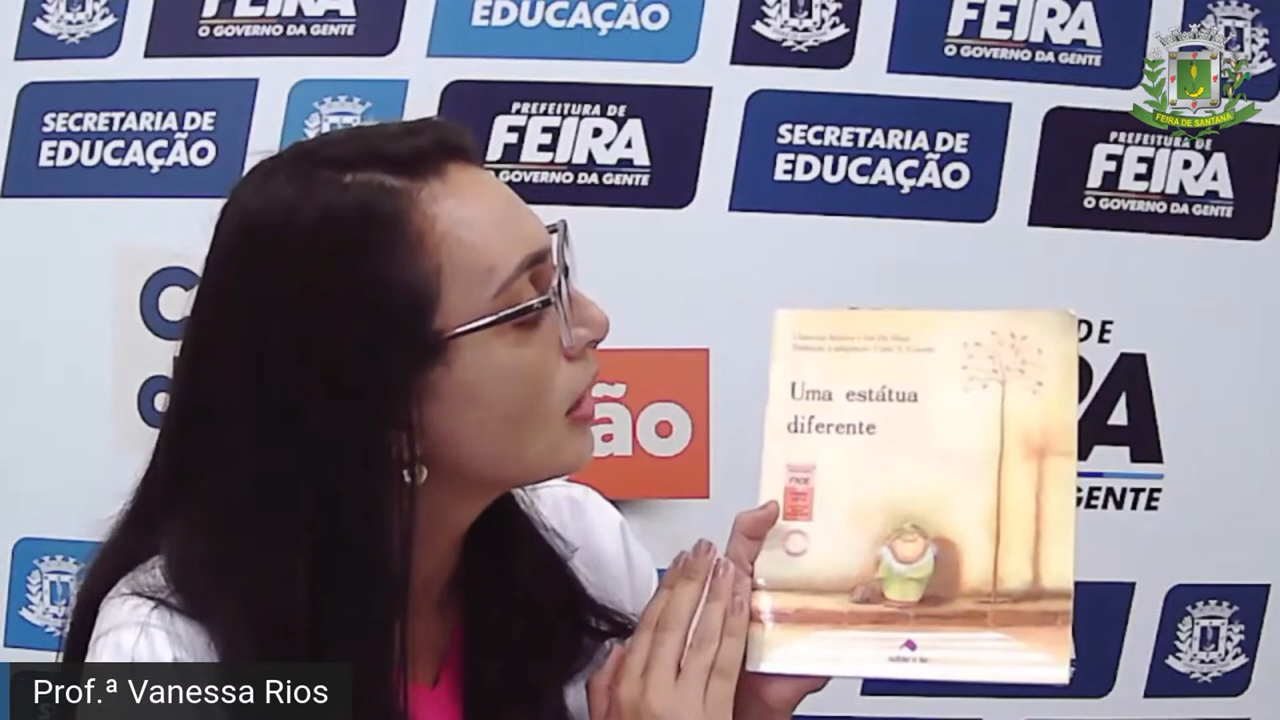 FEIRA
O GOVERNO DA GENTE
EDUCAÇÃO
FEIRA
O GOVERNO DA GENTE
FEIRA DE SANTANA
SECRETARIA DE
EDUCAÇÃO
PREFEITURA DE
FEIRA
O GOVERNO DA GENTE
SECRETARIA DE
EDUCAÇÃO
PREFEITURA DE
FEIRA
O GOVERNO DA GENTE
ão
DE
RA
GENTE
Uma estátua
diferente
Prof.ª Vanessa Rios